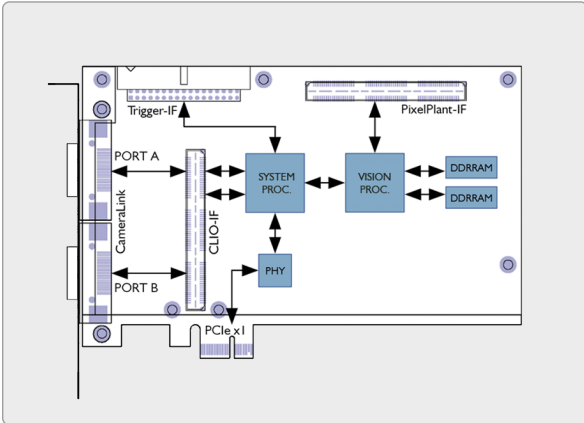 Trigger-IF
PixelPlant-IF
PORT A
CameraLink
CLIO-IF
SYSTEM
PROC.
VISION
PROC.
DDRRAM
DDRRAM
PHY
PORT B
PCIe x1